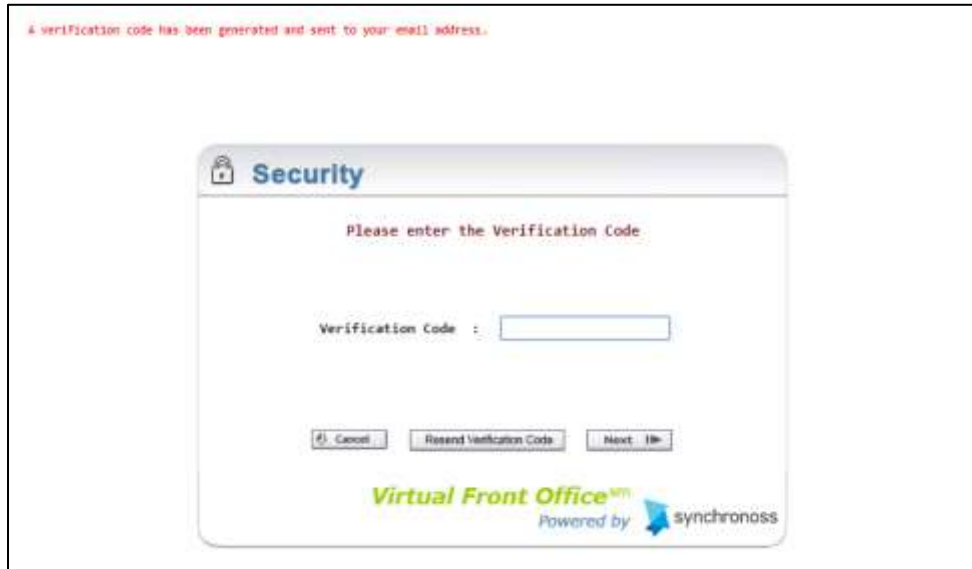 A verification code has been generated and sent to your email address.
Security
Please enter the Verification Code
Verification Code :
Cancel Resend Verification Code Next
Virtual Front Office
Powered by synchronoss